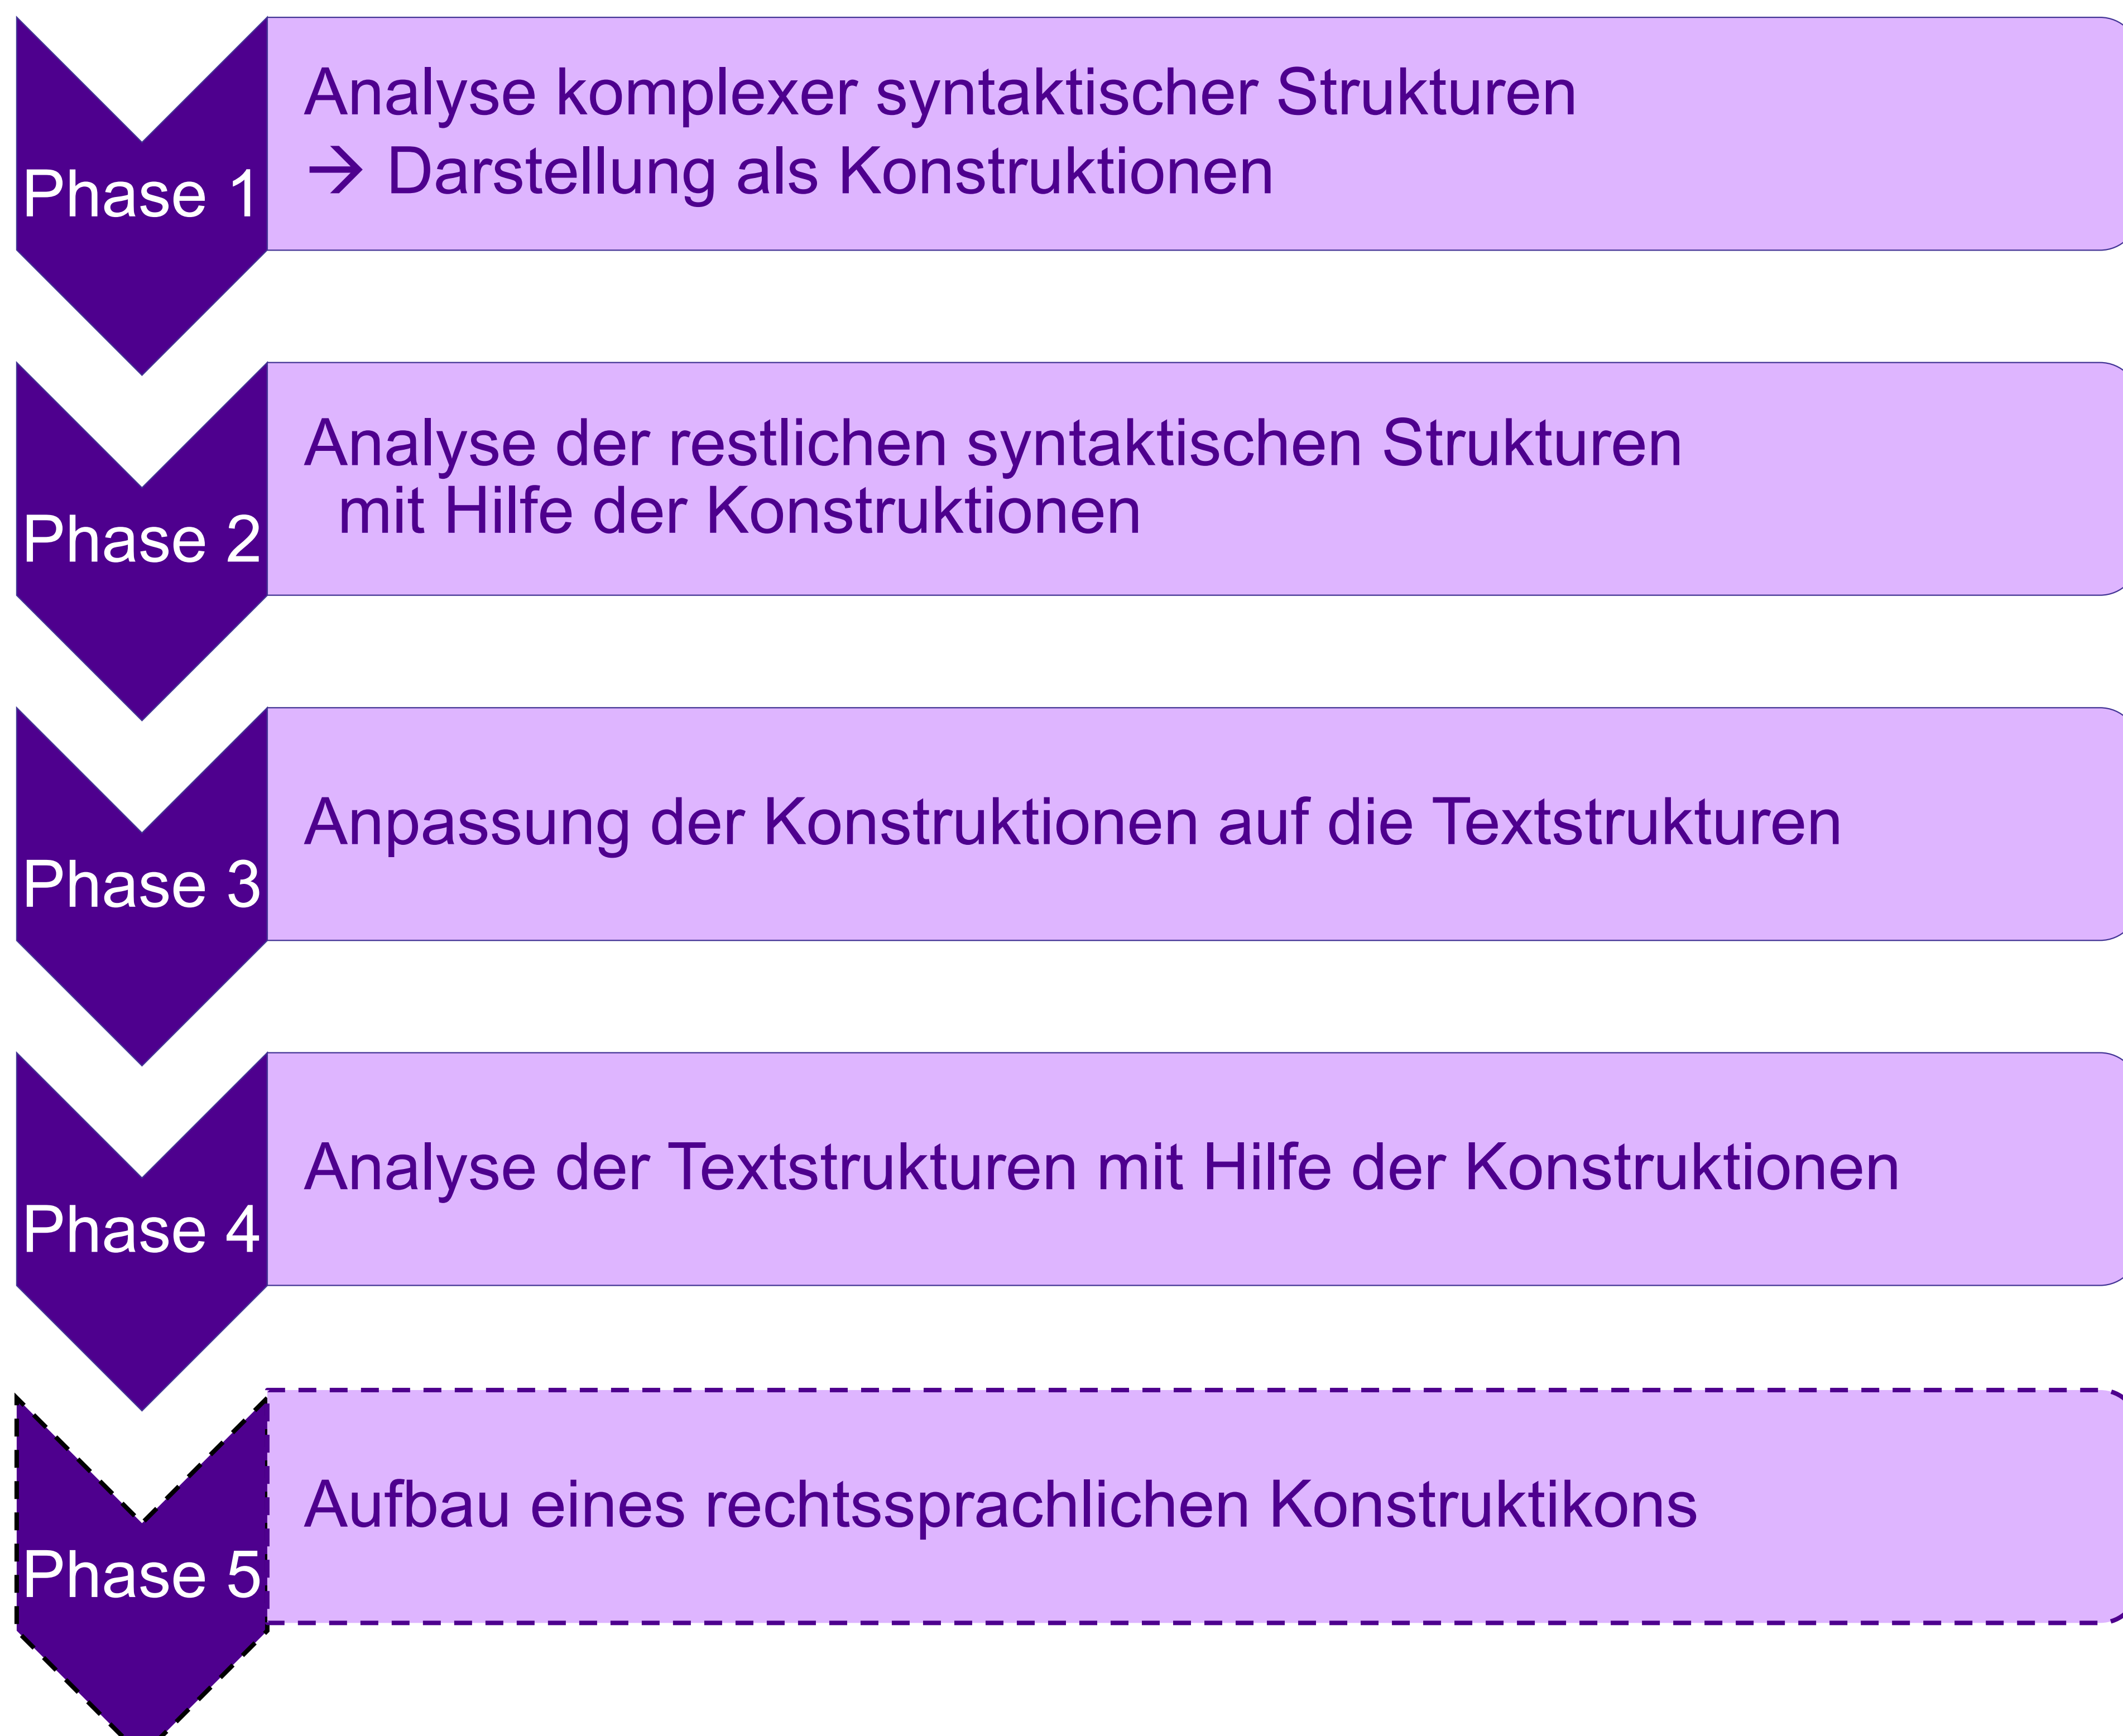 Phase 1
Analyse komplexer syntaktischer Strukturen
→ Darstellung als Konstruktionen
Phase 2
Analyse der restlichen syntaktischen Strukturen
mit Hilfe der Konstruktionen
Phase 3
Anpassung der Konstruktionen auf die Textstrukturen
Phase 4
Analyse der Textstrukturen mit Hilfe der Konstruktionen
Phase 5
Aufbau eines rechtssprachlichen Konstruktikons